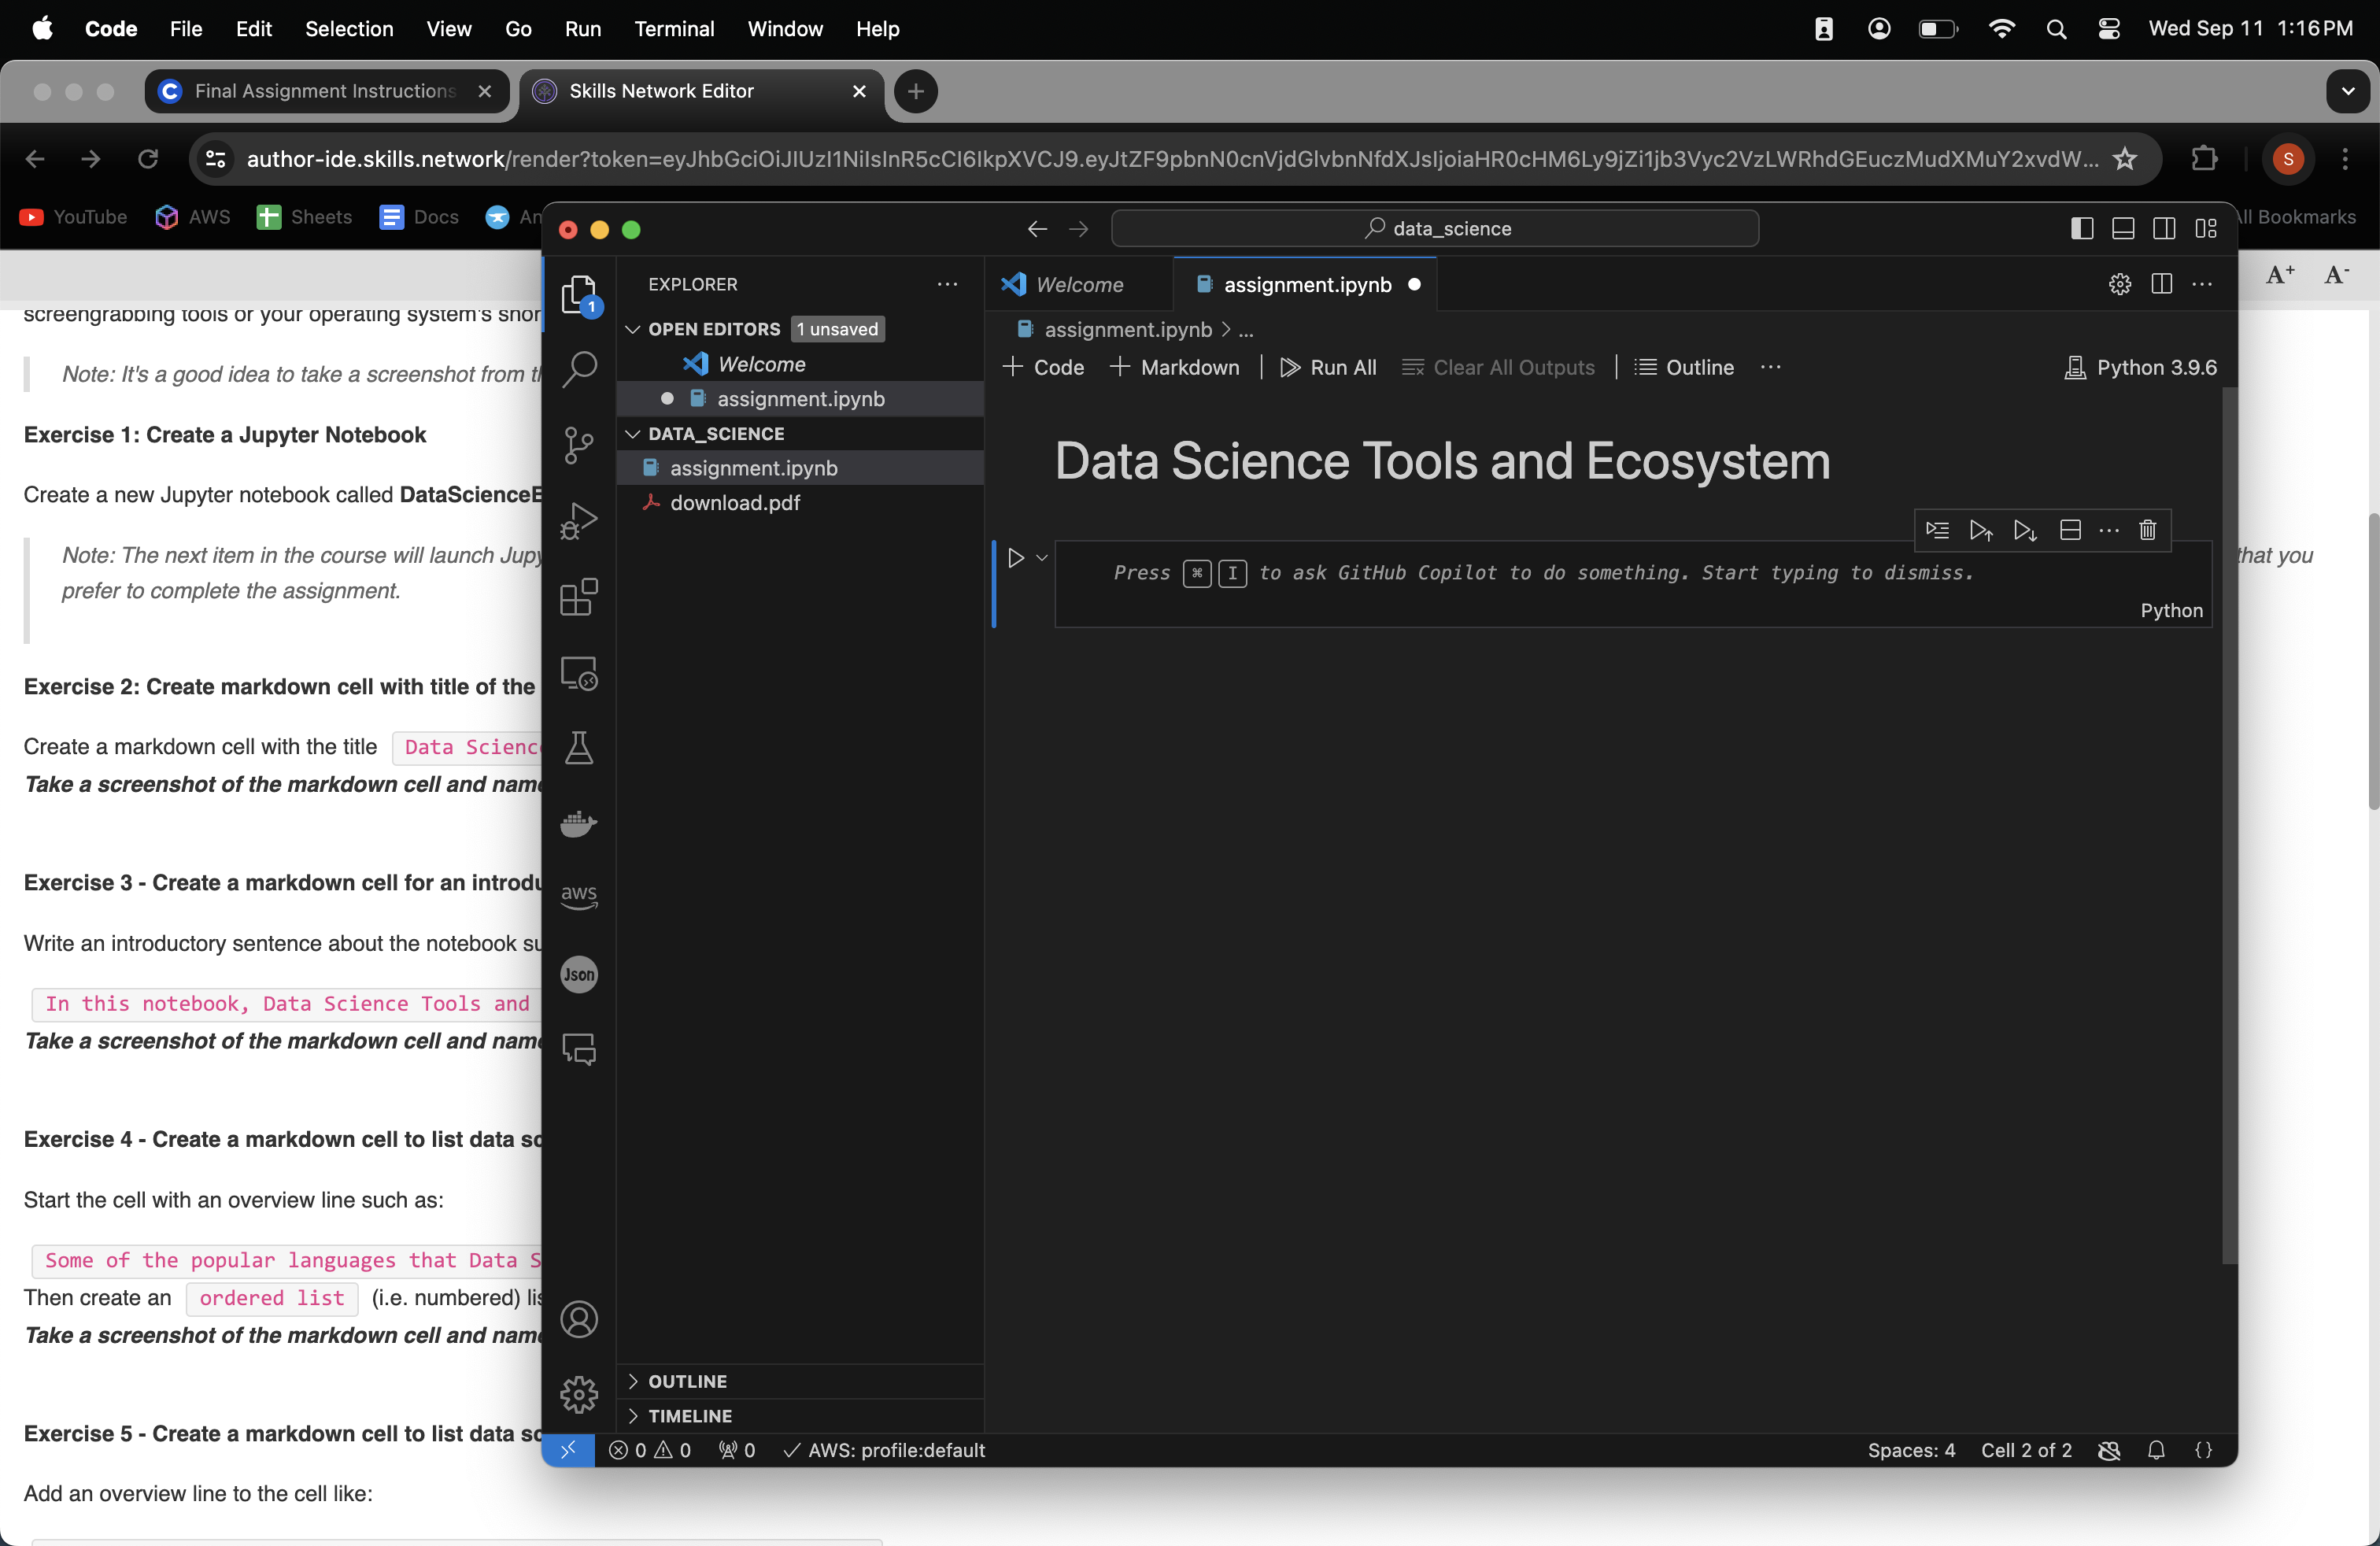 Code File Edit Selection View Go Run Terminal Window Help Wed Sep 11 1:16 PM
Final Assignment Instructions Skills Network Editor
author-ide.skills.network/render?token=eyJhbGciOiJIUzI1NiIsInR5cCI6IkpXVCJ9.eyJtZF9pbnN0cnVjdGlvbnNfdXJsIjoiaHR0cHM6Ly9jZi1jb3Vyc2VzLWRhdGEuczMudXMuY2xvdW... S
YouTube AWS Sheets Docs An All Bookmarks
data_science
A+ A-
screengrabbing tools or your operating system's shor
Note: It's a good idea to take a screenshot from th
Exercise 1: Create a Jupyter Notebook
Create a new Jupyter notebook called DataScienceE
Note: The next item in the course will launch Jupy that you
prefer to complete the assignment.
Exercise 2: Create markdown cell with title of the
Create a markdown cell with the title Data Science
Take a screenshot of the markdown cell and name
Exercise 3 - Create a markdown cell for an introdu
Write an introductory sentence about the notebook su
In this notebook, Data Science Tools and
Take a screenshot of the markdown cell and name
Exercise 4 - Create a markdown cell to list data sc
Start the cell with an overview line such as:
Some of the popular languages that Data S
Then create an ordered list (i.e. numbered) lis
Take a screenshot of the markdown cell and name
Exercise 5 - Create a markdown cell to list data sc
Add an overview line to the cell like:
1
aws
Json
EXPLORER
OPEN EDITORS 1 unsaved
Welcome
assignment.ipynb
DATA_SCIENCE
assignment.ipynb
download.pdf
OUTLINE
TIMELINE
Welcome assignment.ipynb
assignment.ipynb > ...
Code Markdown Run All Clear All Outputs Outline ... Python 3.9.6
Data Science Tools and Ecosystem
Press ⌘ I to ask GitHub Copilot to do something. Start typing to dismiss.
Python
0 0 0 AWS: profile:default Spaces: 4 Cell 2 of 2